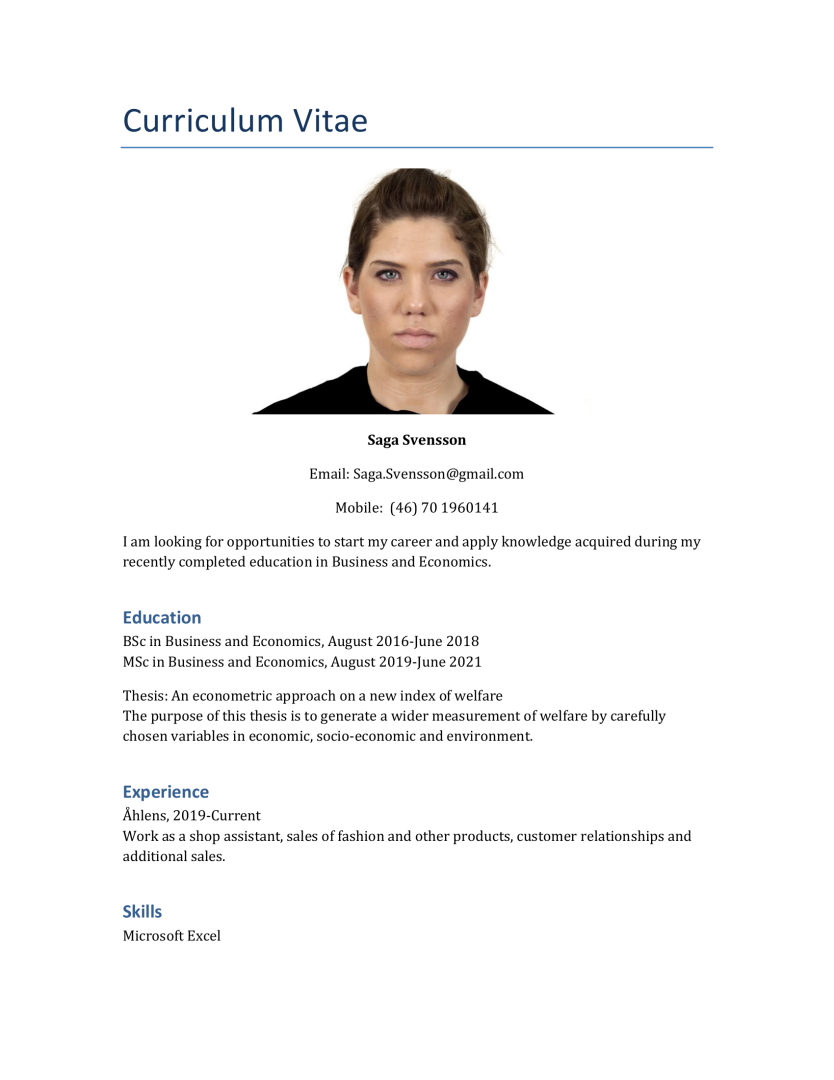 Curriculum Vitae
Saga Svensson
Email: Saga.Svensson@gmail.com
Mobile:  (46) 70 1960141
I am looking for opportunities to start my career and apply knowledge acquired during my
recently completed education in Business and Economics.
Education
BSc in Business and Economics, August 2016-June 2018
MSc in Business and Economics, August 2019-June 2021
Thesis: An econometric approach on a new index of welfare
The purpose of this thesis is to generate a wider measurement of welfare by carefully
chosen variables in economic, socio-economic and environment.
Experience
Åhlens, 2019-Current
Work as a shop assistant, sales of fashion and other products, customer relationships and
additional sales.
Skills
Microsoft Excel